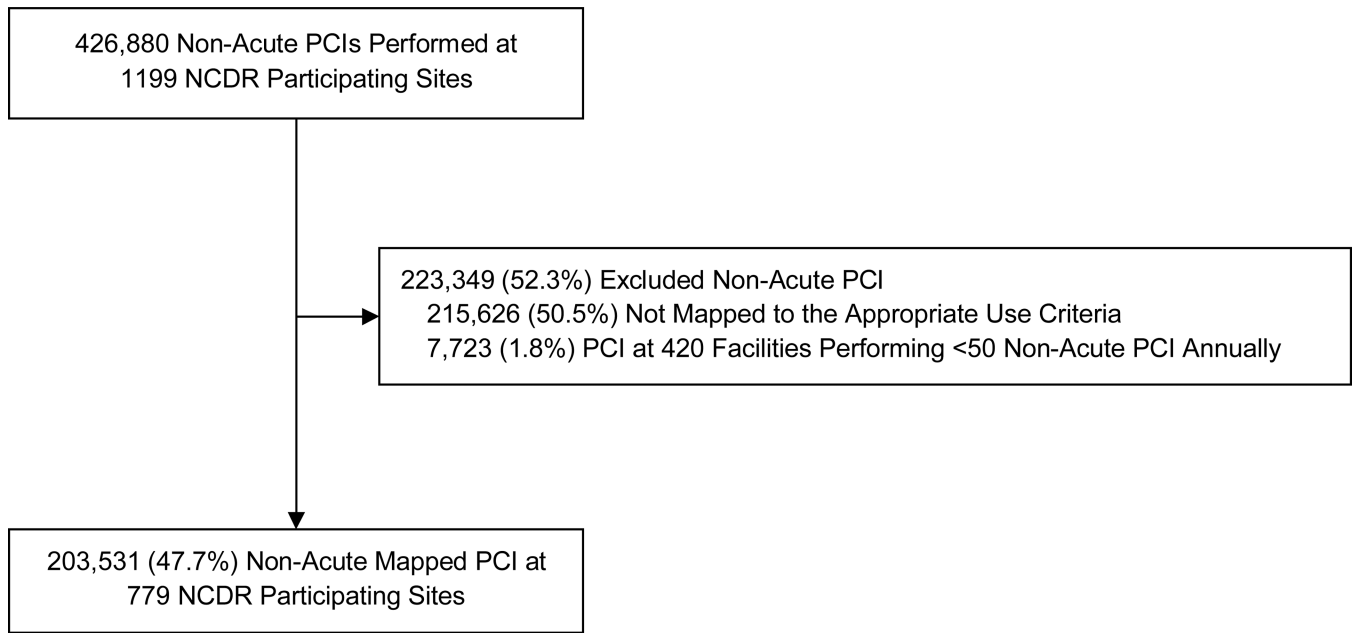 426,880 Non-Acute PCIs Performed at
1199 NCDR Participating Sites
223,349 (52.3%) Excluded Non-Acute PCI
215,626 (50.5%) Not Mapped to the Appropriate Use Criteria
7,723 (1.8%) PCI at 420 Facilities Performing <50 Non-Acute PCI Annually
203,531 (47.7%) Non-Acute Mapped PCI at
779 NCDR Participating Sites